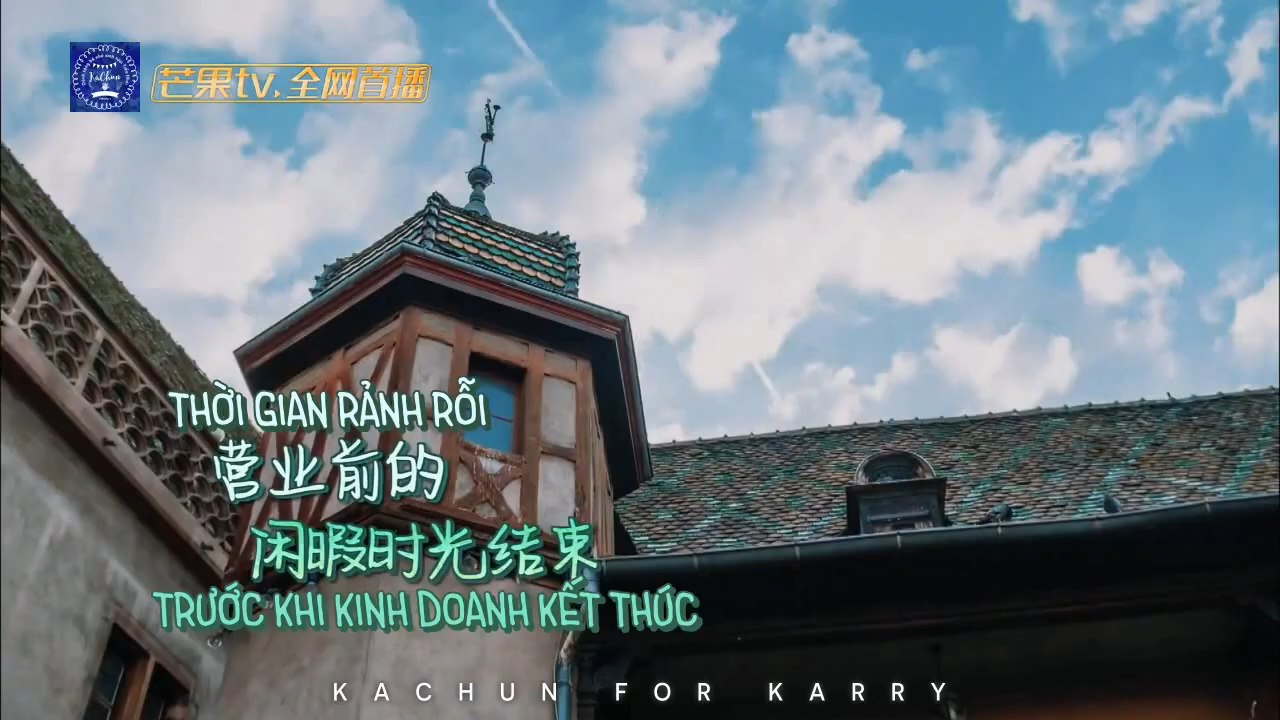 KaChun
芒果tv,全网首播
THỜI GIAN RẢNH RỖI
营业前的
闲暇时光结束
TRƯỚC KHI KINH DOANH KẾT THÚC
KACHUN FOR KARRY